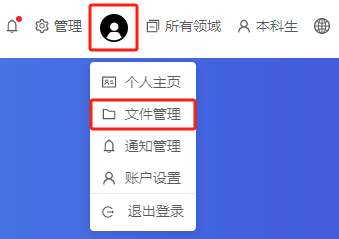 管理 所有领域 本科生
个人主页
文件管理
通知管理
账户设置
退出登录